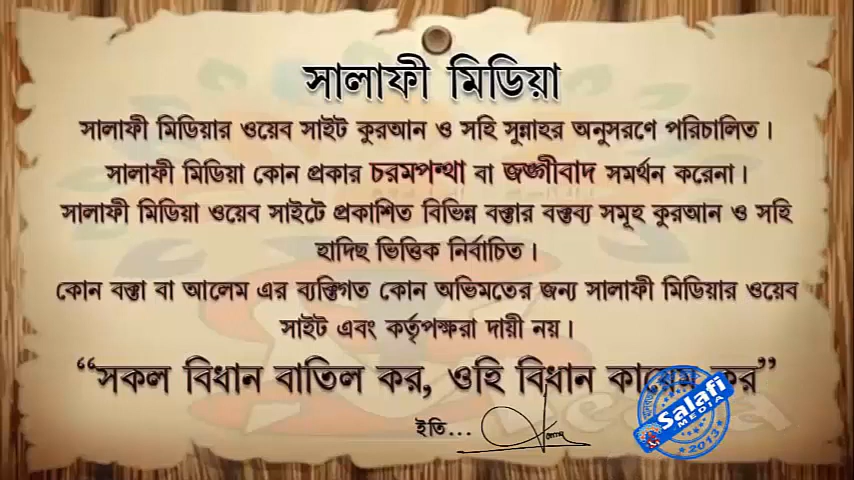 সালাফী মিডিয়া
সালাফী মিডিয়ার ওয়েব সাইট কুরআন ও সহি সুন্নাহর অনুসরণে পরিচালিত।
সালাফী মিডিয়া কোন প্রকার চরমপন্থা বা জঙ্গীবাদ সমর্থন করেনা।
সালাফী মিডিয়া ওয়েব সাইটে প্রকাশিত বিভিন্ন বক্তার বক্তব্য সমূহ কুরআন ও সহি
হাদিছ ভিত্তিক নির্বাচিত।
কোন বক্তা বা আলেম এর ব্যক্তিগত কোন অভিমতের জন্য সালাফী মিডিয়ার ওয়েব
সাইট এবং কর্তৃপক্ষরা দায়ী নয়।
“সকল বিধান বাতিল কর, ওহি বিধান কায়েম কর”
ইতি...
Salafi
MEDIA
2013